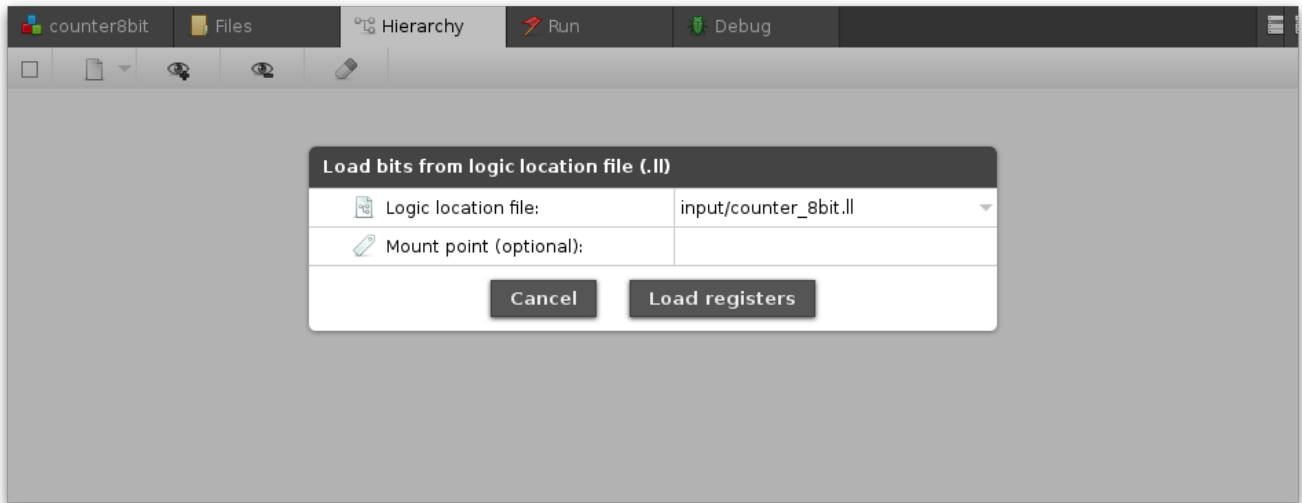 counter8bit Files Hierarchy Run Debug
Load bits from logic location file (.ll)
Logic location file: input/counter_8bit.ll
Mount point (optional):
Cancel Load registers